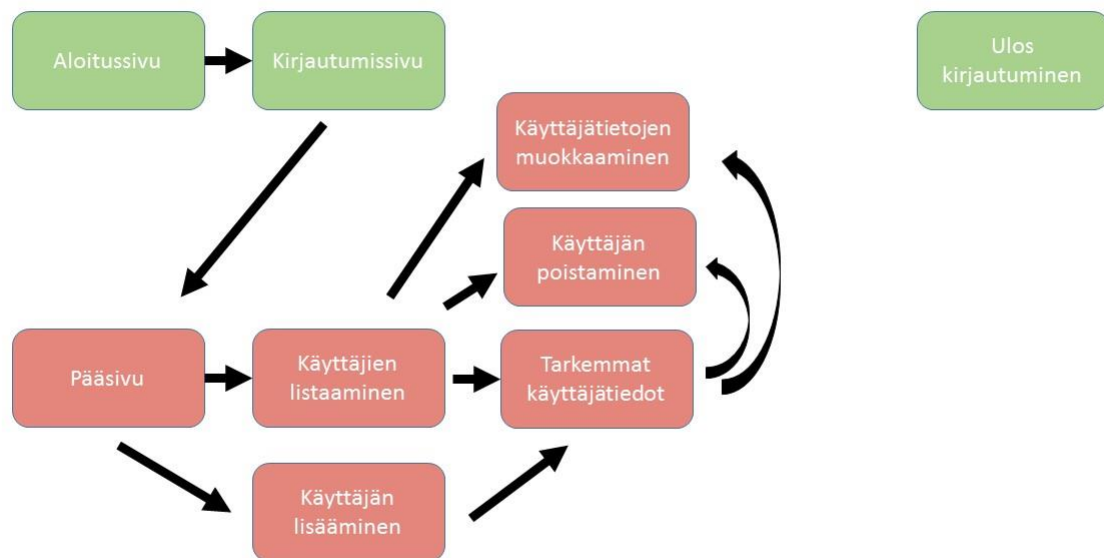 Aloitussivu
Kirjautumissivu
Ulos
kirjautuminen
Käyttäjätietojen
muokkaaminen
Käyttäjän
poistaminen
Pääsivu
Käyttäjien
listaaminen
Tarkemmat
käyttäjätiedot
Käyttäjän
lisääminen